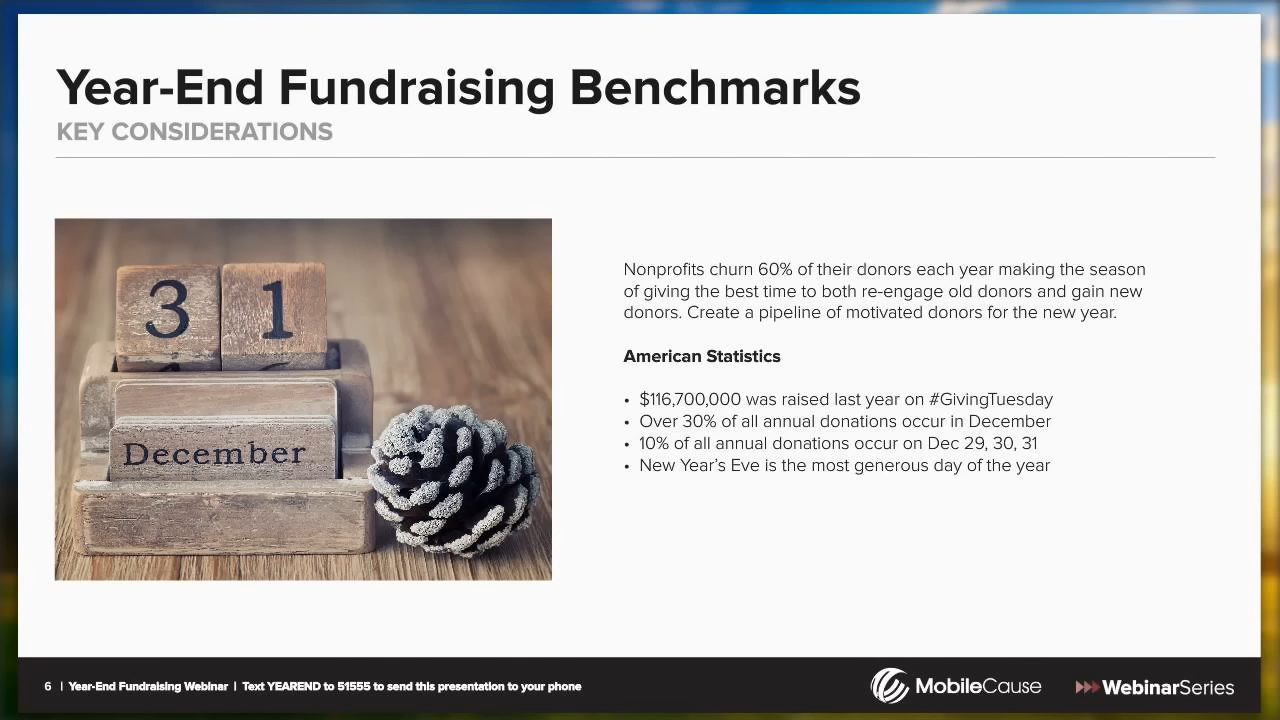 Year-End Fundraising Benchmarks
KEY CONSIDERATIONS
3 1
December
Nonprofits churn 60% of their donors each year making the season
of giving the best time to both re-engage old donors and gain new
donors. Create a pipeline of motivated donors for the new year.
American Statistics
• $116,700,000 was raised last year on #GivingTuesday
• Over 30% of all annual donations occur in December
• 10% of all annual donations occur on Dec 29, 30, 31
• New Year’s Eve is the most generous day of the year
6 | Year-End Fundraising Webinar | Text YEAREND to 51555 to send this presentation to your phone
MobileCause
WebinarSeries